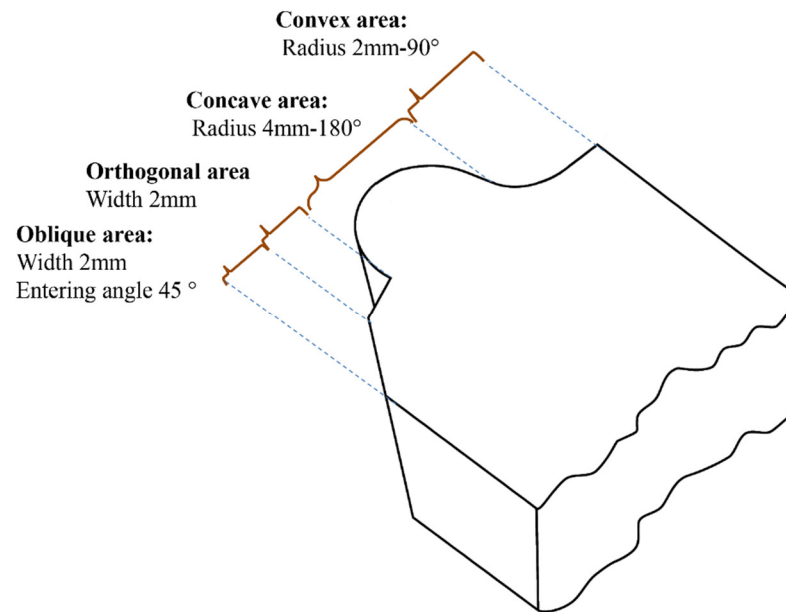 Convex area:
Radius 2mm-90°
Concave area:
Radius 4mm-180°
Orthogonal area
Width 2mm
Oblique area:
Width 2mm
Entering angle 45 °